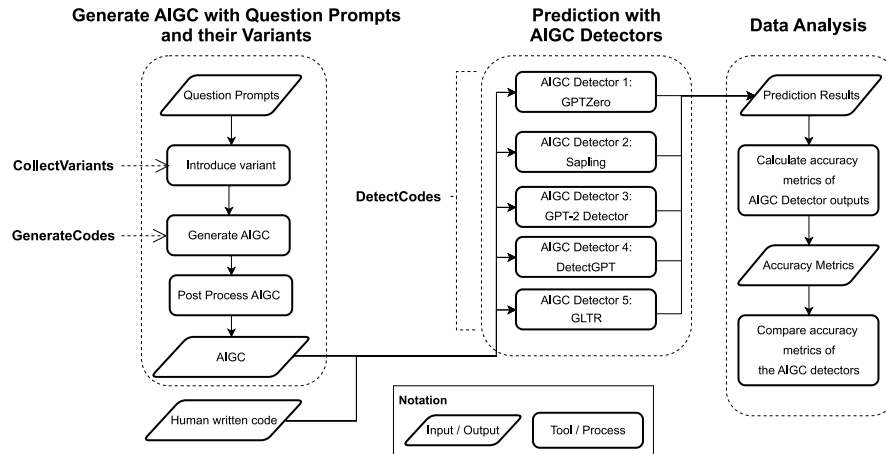 Generate AIGC with Question Prompts
and their Variants
Question Prompts
CollectVariants
Introduce variant
GenerateCodes
Generate AIGC
Post Process AIGC
AIGC
Human written code
Prediction with
AIGC Detectors
DetectCodes
AIGC Detector 1:
GPTZero
AIGC Detector 2:
Sapling
AIGC Detector 3:
GPT-2 Detector
AIGC Detector 4:
DetectGPT
AIGC Detector 5:
GLTR
Data Analysis
Prediction Results
Calculate accuracy
metrics of
AIGC Detector outputs
Accuracy Metrics
Compare accuracy
metrics of
the AIGC detectors
Notation
Input / Output
Tool / Process